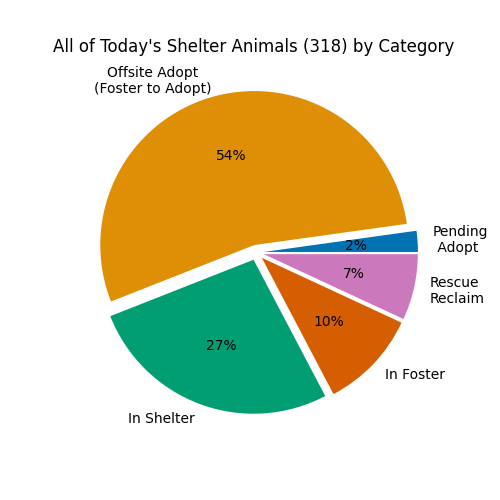 All of Today's Shelter Animals (318) by Category
Offsite Adopt
(Foster to Adopt)
54%
Pending
Adopt
2%
7%
Rescue
Reclaim
10%
27%
In Foster
In Shelter